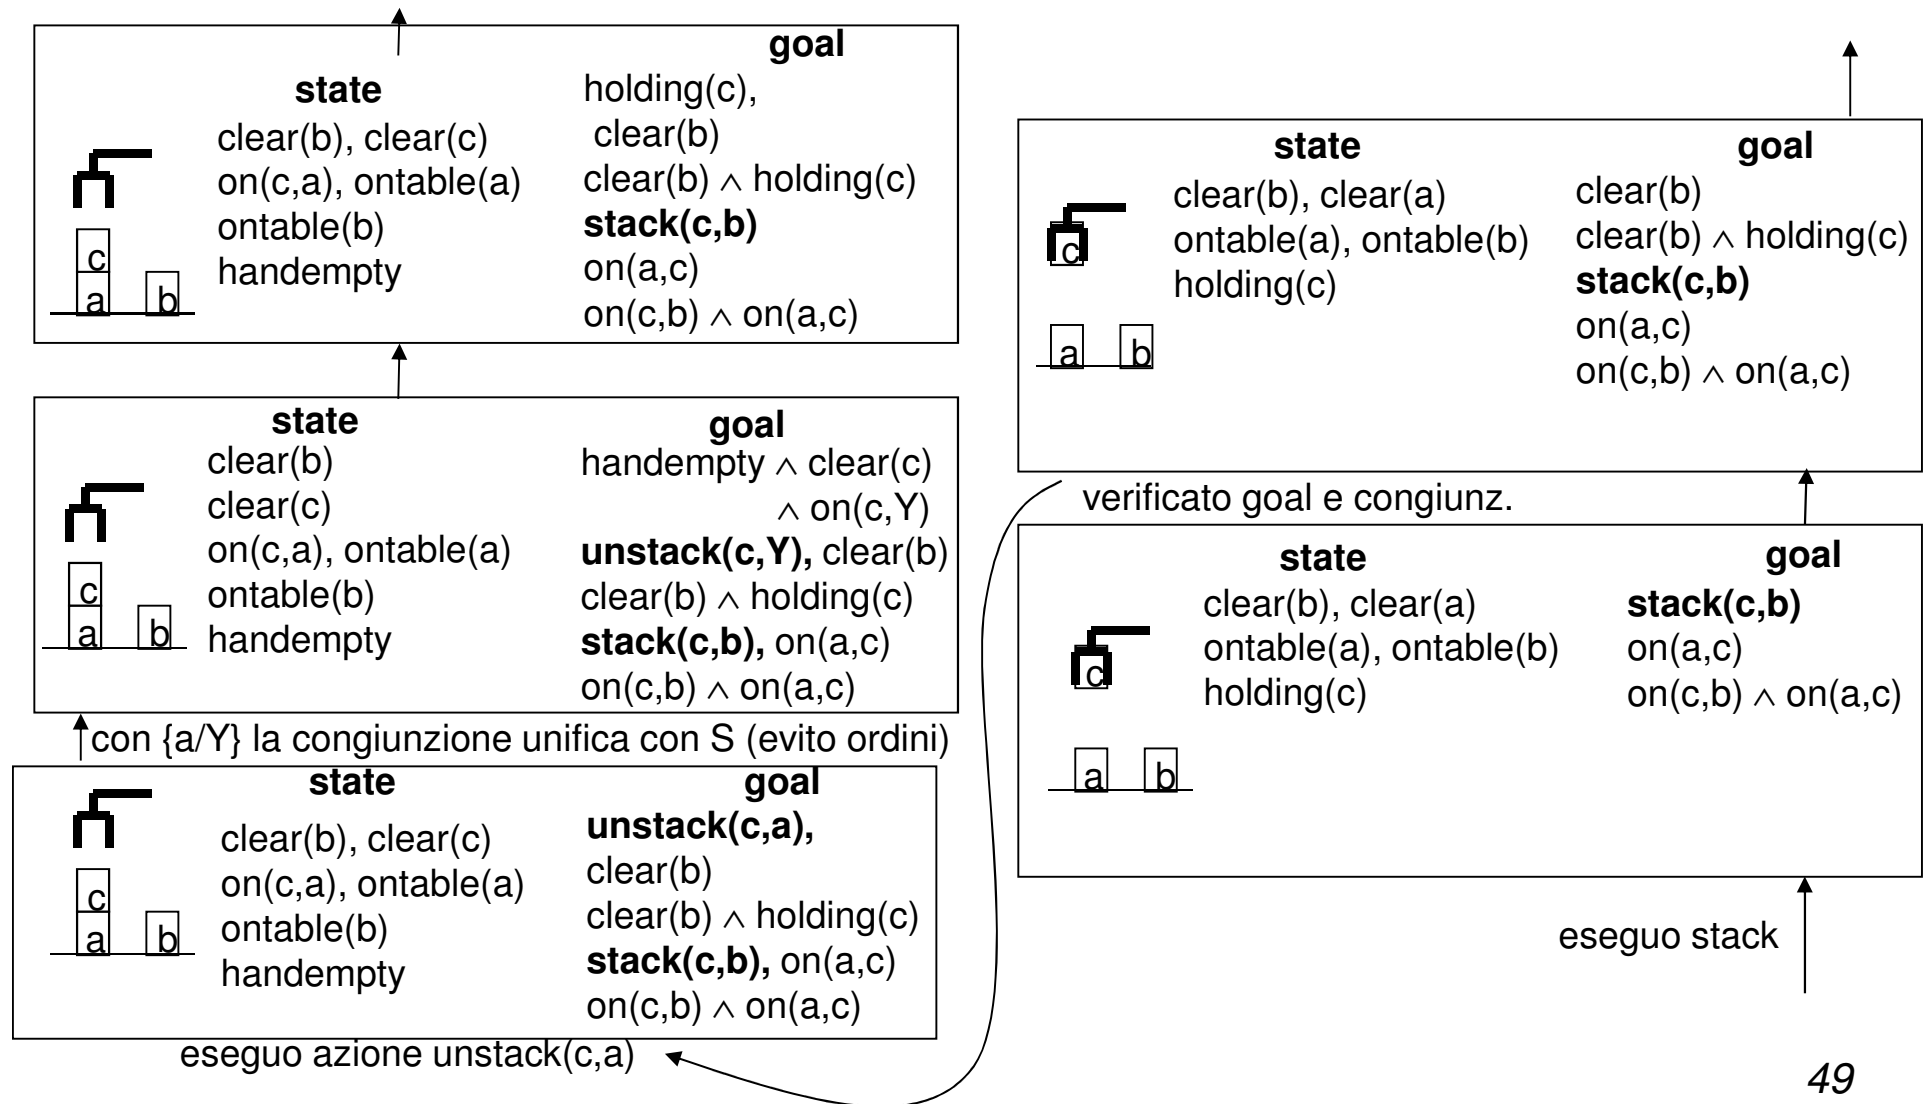 goal
state
holding(c),
clear(b)
clear(b), clear(c)
on(c,a), ontable(a)
clear(b) ∧ holding(c)
ontable(b)
stack(c,b)
handempty
on(a,c)
on(c,b) ∧ on(a,c)
c
a b
state
goal
clear(b)
handempty ∧ clear(c)
clear(c)
∧ on(c,Y)
on(c,a), ontable(a)
unstack(c,Y), clear(b)
ontable(b)
clear(b) ∧ holding(c)
handempty
stack(c,b), on(a,c)
on(c,b) ∧ on(a,c)
c
a b
con {a/Y} la congiunzione unifica con S (evito ordini)
state
goal
unstack(c,a),
clear(b), clear(c)
clear(b)
on(c,a), ontable(a)
clear(b) ∧ holding(c)
ontable(b)
stack(c,b), on(a,c)
handempty
on(c,b) ∧ on(a,c)
c
a b
eseguo azione unstack(c,a)
state
goal
clear(b), clear(a)
clear(b)
ontable(a), ontable(b)
clear(b) ∧ holding(c)
holding(c)
stack(c,b)
on(a,c)
on(c,b) ∧ on(a,c)
c
a b
verificato goal e congiunz.
state
goal
clear(b), clear(a)
stack(c,b)
ontable(a), ontable(b)
on(a,c)
holding(c)
on(c,b) ∧ on(a,c)
c
a b
eseguo stack
49